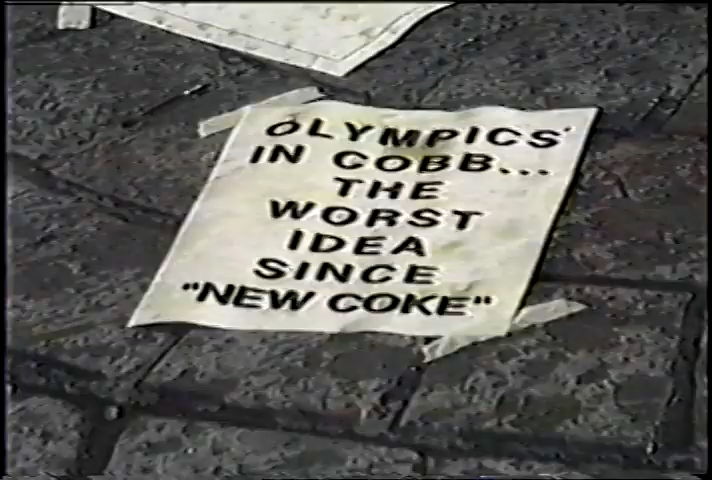 OLYMPICS'
IN COBB...
THE
WORST
IDEA
SINCE
"NEW COKE"